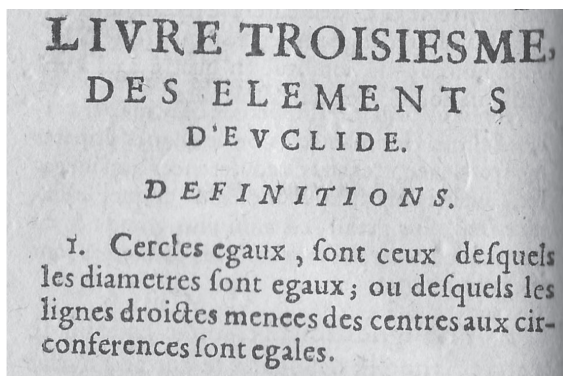 LIVRE TROISIESME,
DES ELEMENTS
D'EVCLIDE.
DEFINITIONS.
1. Cercles egaux, ſont ceux deſquels
les diametres ſont egaux; ou deſquels les
lignes droictes menees des centres aux cir-
conferences ſont egales.